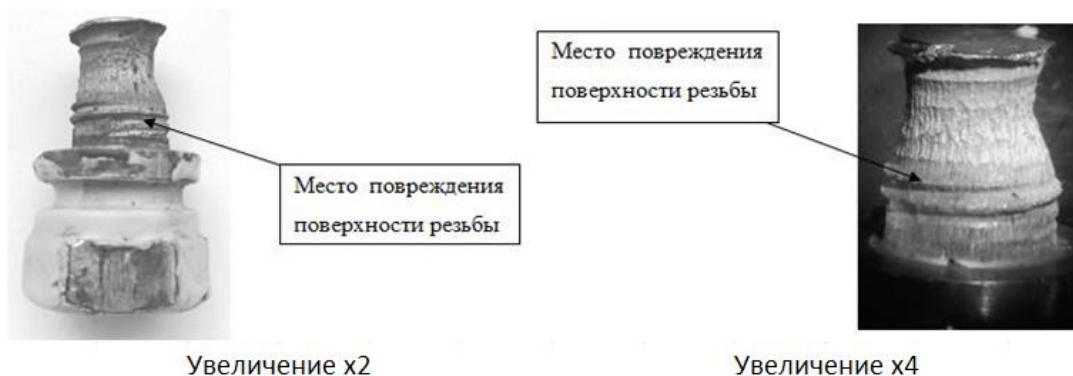 Место повреждения
поверхности резьбы
Место повреждения
поверхности резьбы
Увеличение х2
Увеличение х4